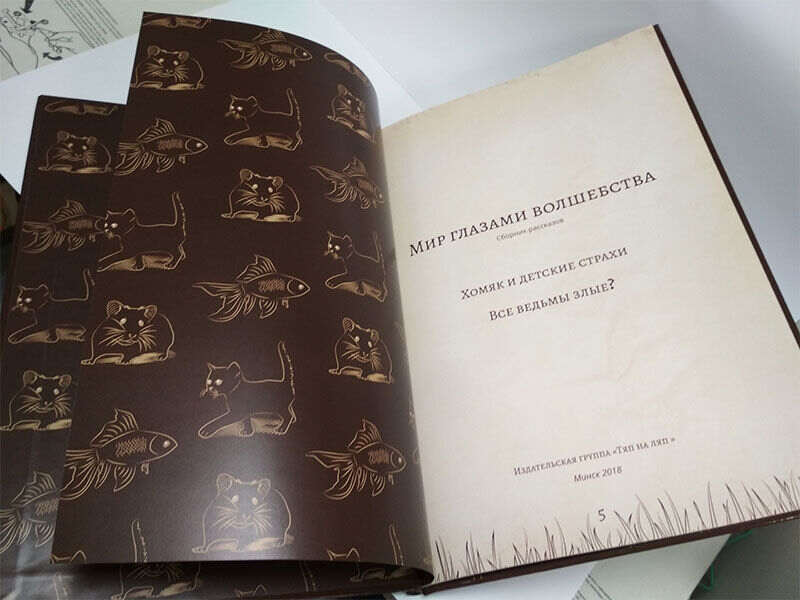 Мир глазами волшебства
Сборник рассказов
Хомяк и детские страхи
Все ведьмы злые?
Издательская группа «Тяп на ляп »
Минск 2018
5